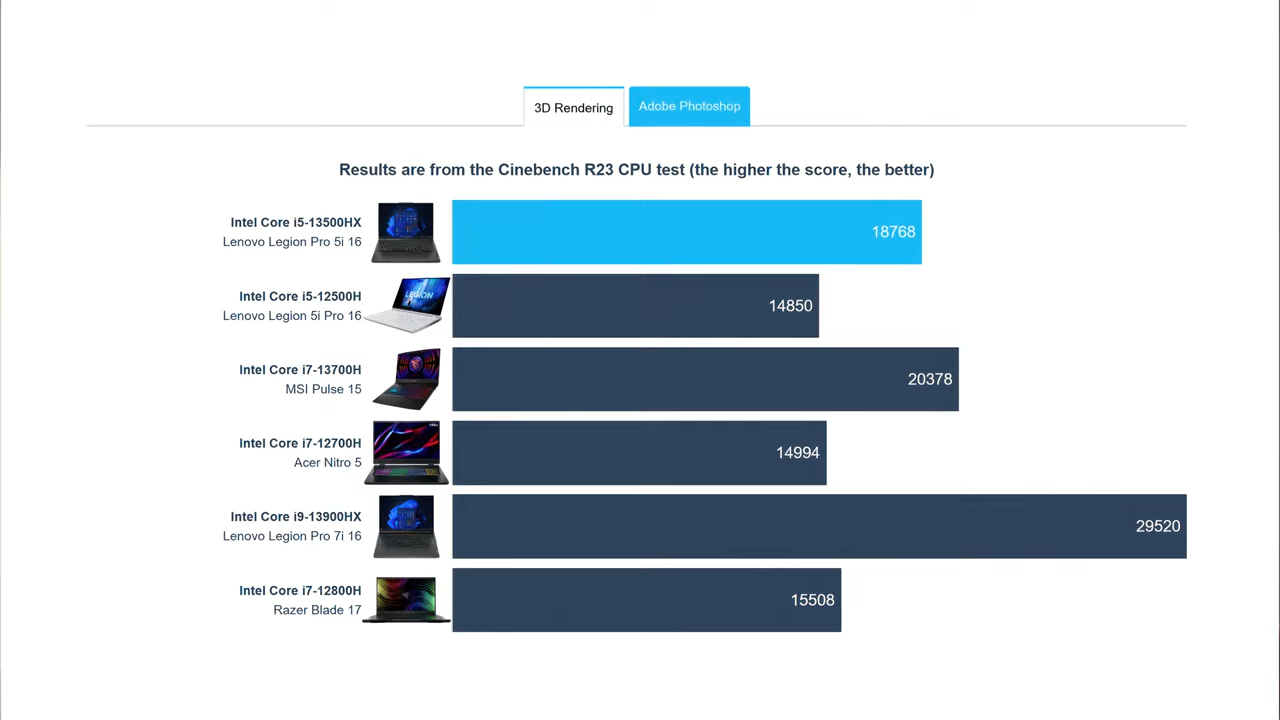 3D Rendering
Adobe Photoshop
Results are from the Cinebench R23 CPU test (the higher the score, the better)
Intel Core i5-13500HX
Lenovo Legion Pro 5i 16
18768
Intel Core i5-12500H
Lenovo Legion 5i Pro 16
LEGION
14850
Intel Core i7-13700H
MSI Pulse 15
20378
Intel Core i7-12700H
Acer Nitro 5
14994
Intel Core i9-13900HX
Lenovo Legion Pro 7i 16
29520
Intel Core i7-12800H
Razer Blade 17
15508